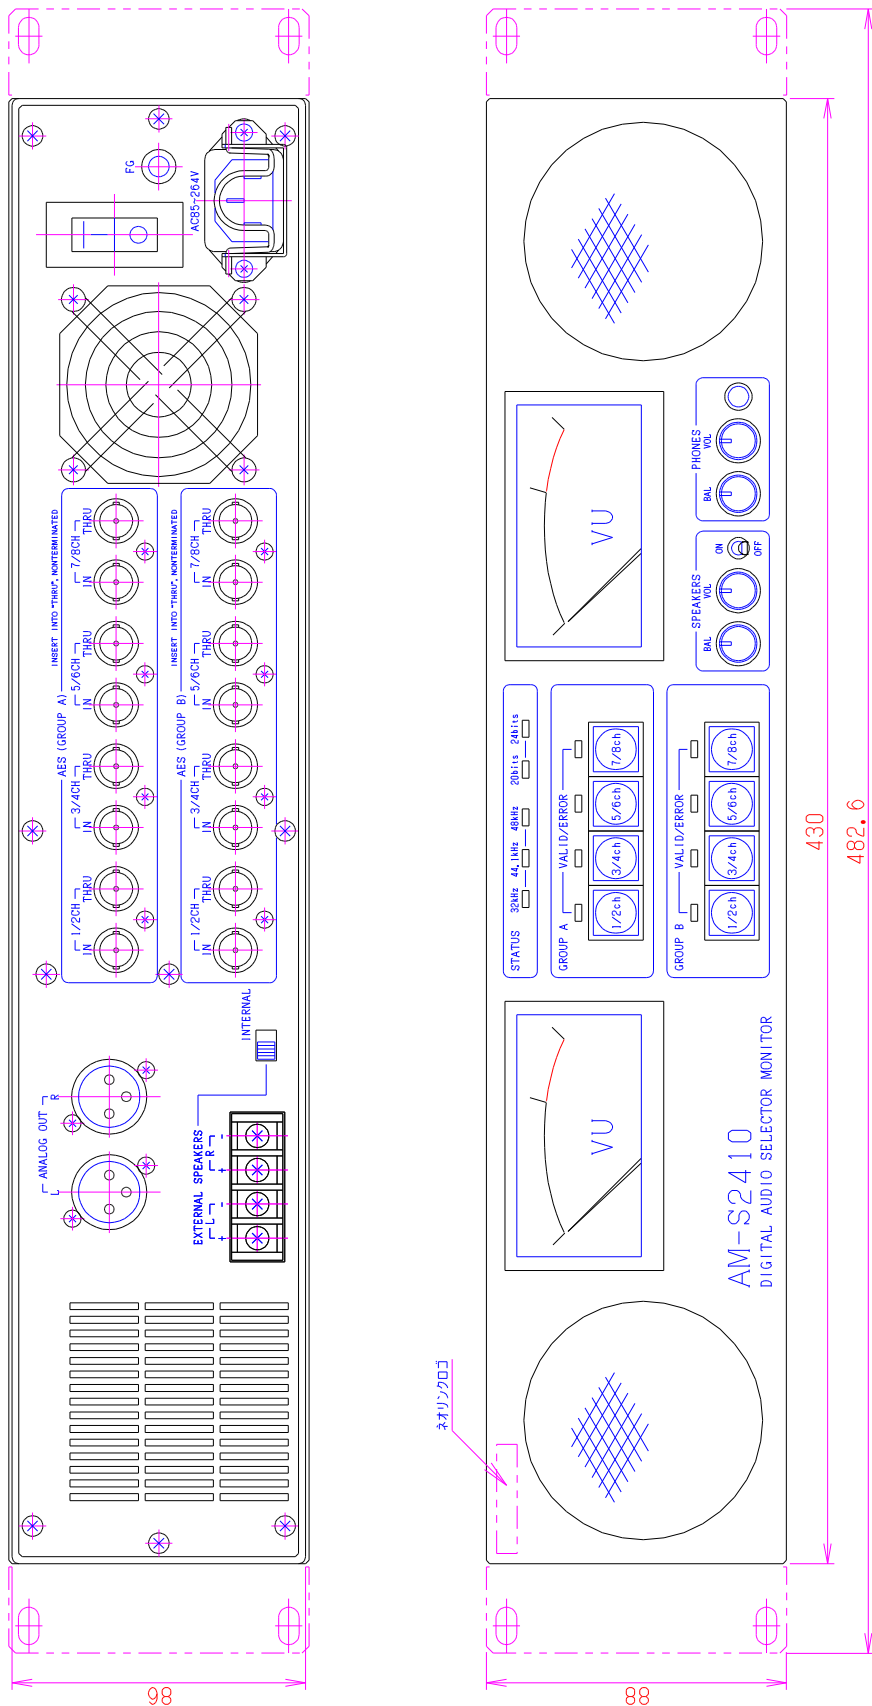 FG
AC85~264V
INSERT INTO "THRU", NONTERMINATED
AES (GROUP A)
1/2CH
IN
THRU
3/4CH
IN
THRU
5/6CH
IN
THRU
7/8CH
IN
THRU
INSERT INTO "THRU", NONTERMINATED
AES (GROUP B)
1/2CH
IN
THRU
3/4CH
IN
THRU
5/6CH
IN
THRU
7/8CH
IN
THRU
INTERNAL
ANALOG OUT
L
R
EXTERNAL SPEAKERS
L
R
+
-
+
-
86
PHONES
BAL
VOL
SPEAKERS
BAL
VOL
ON
OFF
VU
STATUS
32kHz
44.1kHz
48kHz
20bits
24bits
GROUP A
VALID/ERROR
1/2ch
3/4ch
5/6ch
7/8ch
GROUP B
VALID/ERROR
1/2ch
3/4ch
5/6ch
7/8ch
VU
AM-S2410
DIGITAL AUDIO SELECTOR MONITOR
ネオリンクロゴ
430
482.6
88